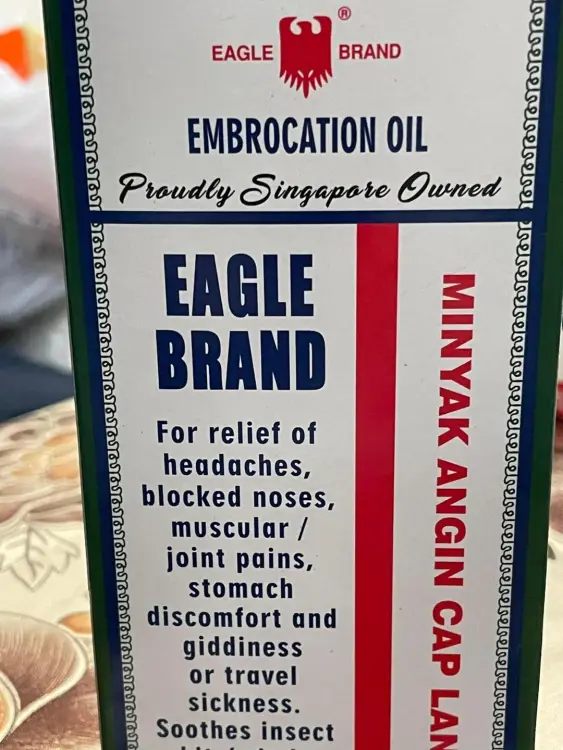 ®
EAGLE BRAND
EMBROCATION OIL
Proudly Singapore Owned
EAGLE
BRAND
For relief of
headaches,
blocked noses,
muscular /
joint pains,
stomach
discomfort and
giddiness
or travel
sickness.
Soothes insect
MINYAK ANGIN CAP